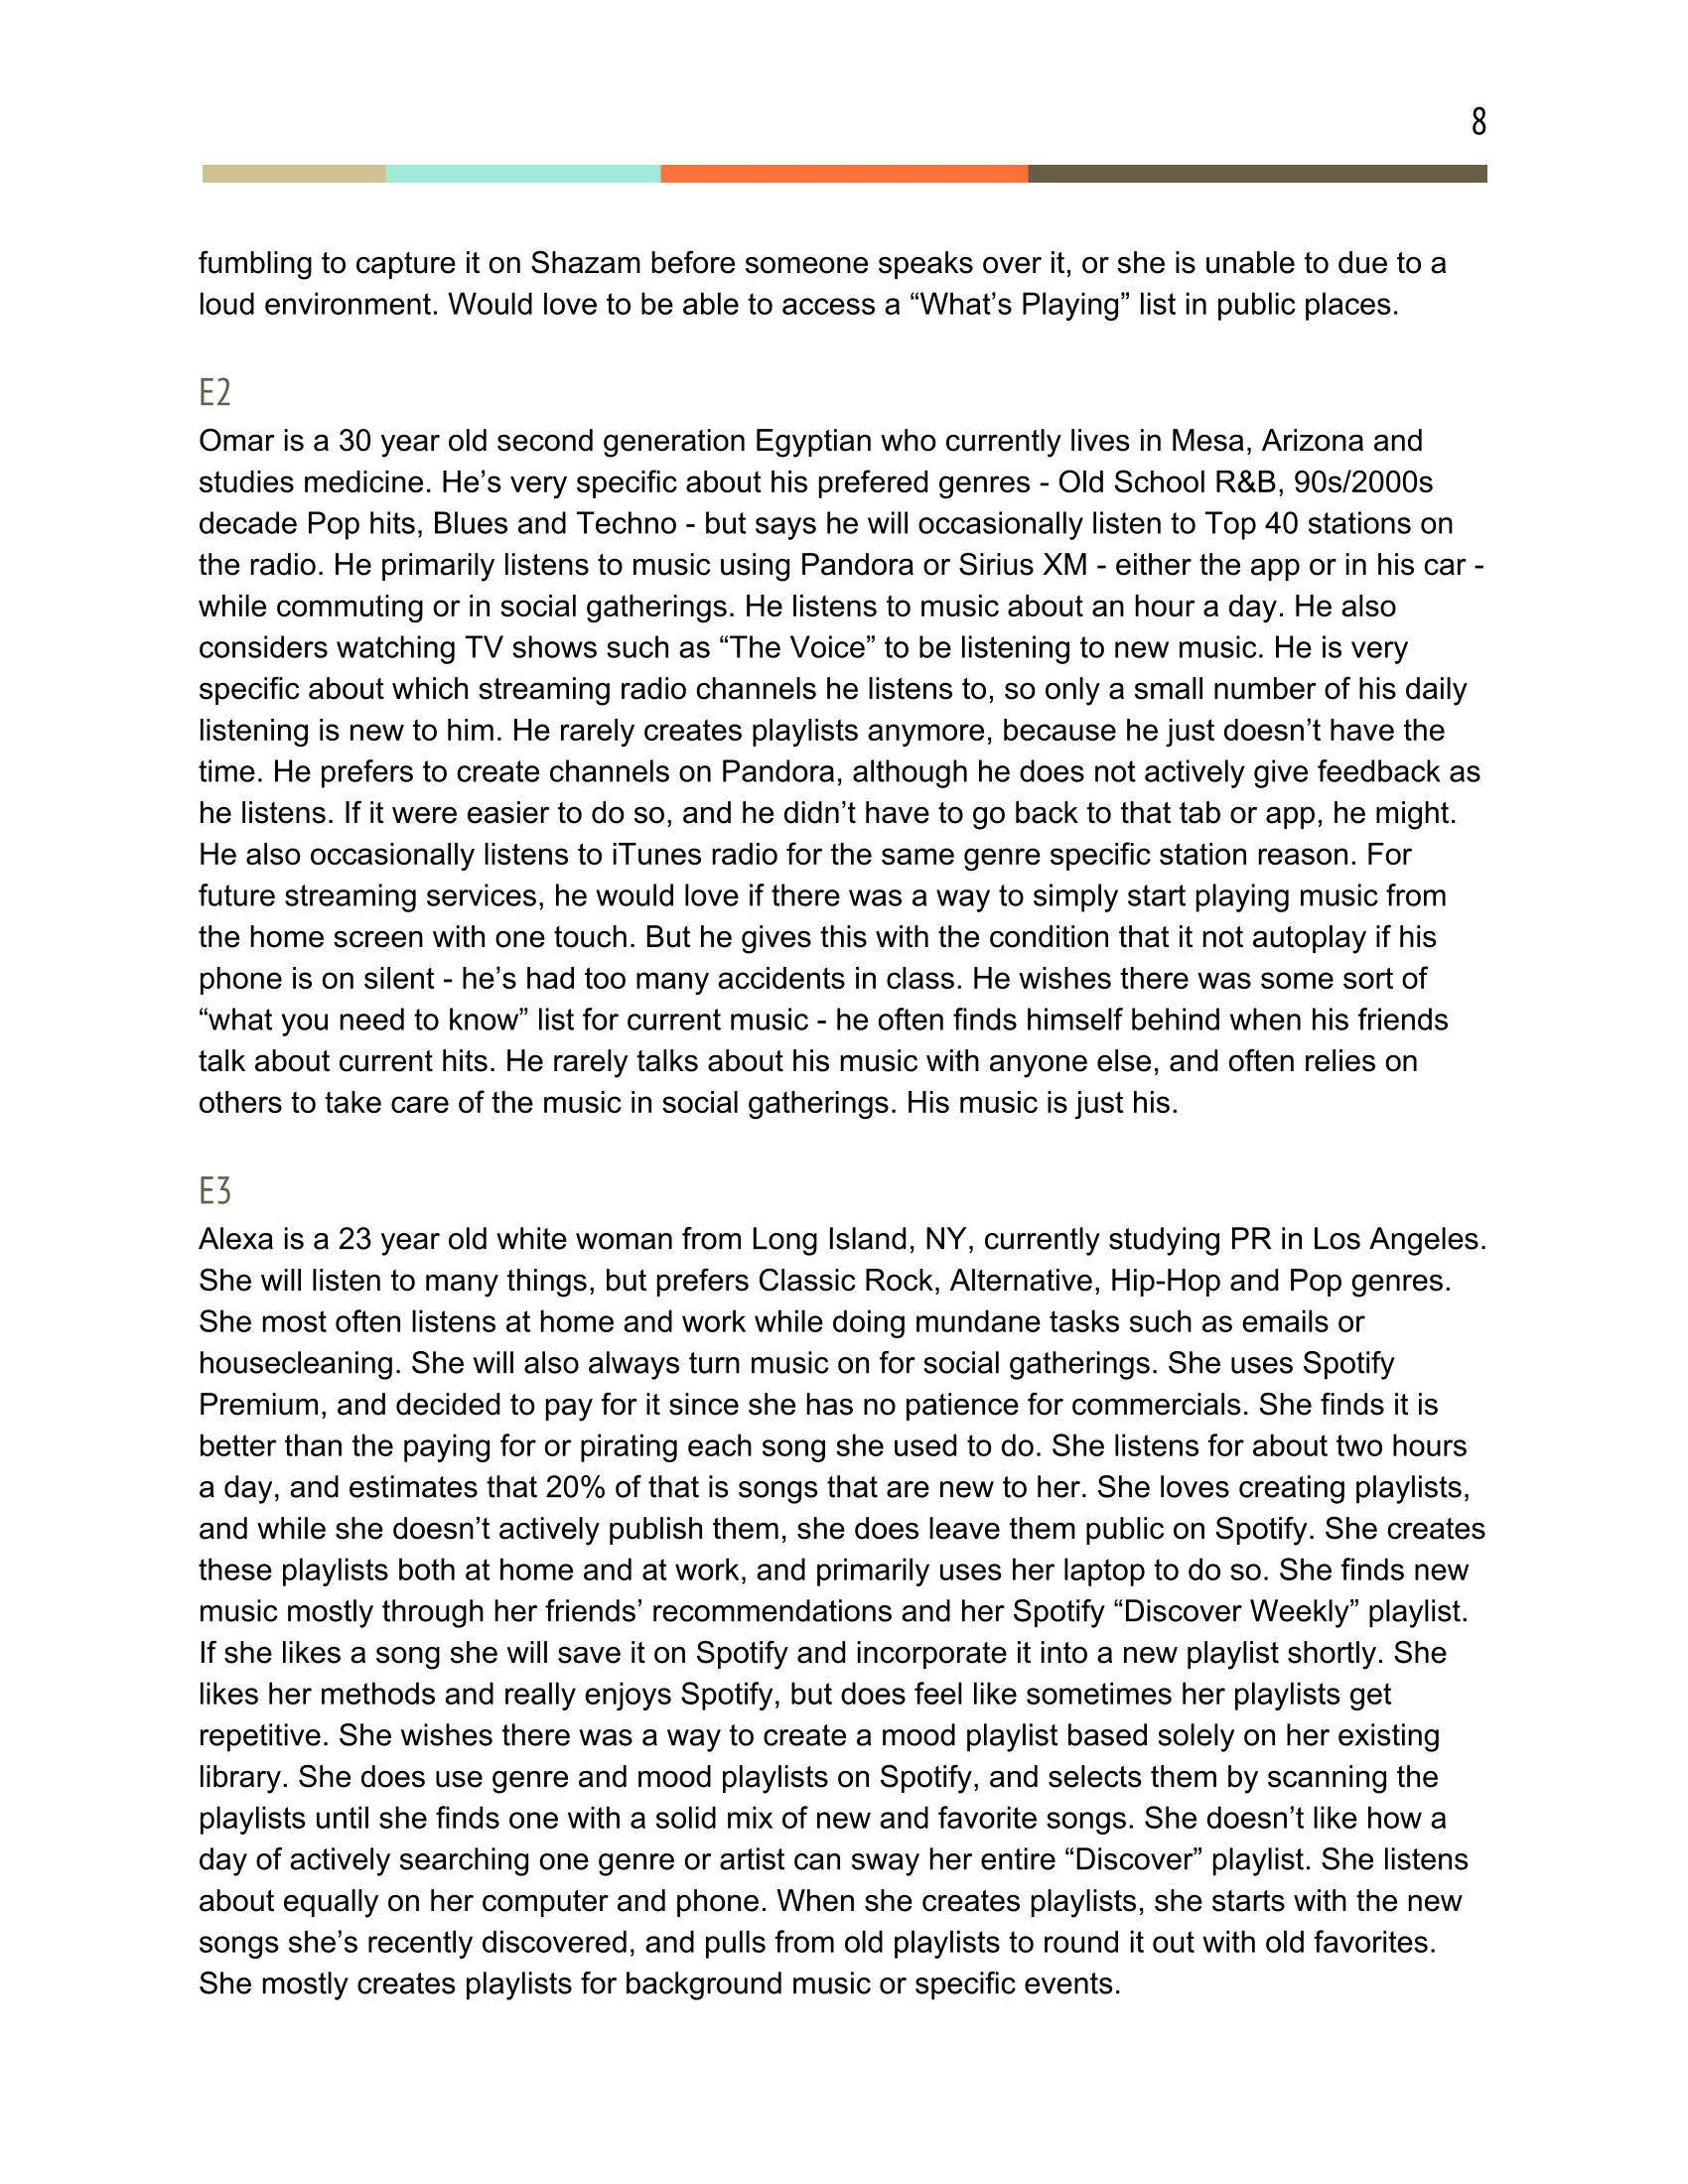 8
fumbling to capture it on Shazam before someone speaks over it, or she is unable to due to a
loud environment. Would love to be able to access a “What’s Playing” list in public places.
E2
Omar is a 30 year old second generation Egyptian who currently lives in Mesa, Arizona and
studies medicine. He’s very specific about his prefered genres - Old School R&B, 90s/2000s
decade Pop hits, Blues and Techno - but says he will occasionally listen to Top 40 stations on
the radio. He primarily listens to music using Pandora or Sirius XM - either the app or in his car -
while commuting or in social gatherings. He listens to music about an hour a day. He also
considers watching TV shows such as “The Voice” to be listening to new music. He is very
specific about which streaming radio channels he listens to, so only a small number of his daily
listening is new to him. He rarely creates playlists anymore, because he just doesn’t have the
time. He prefers to create channels on Pandora, although he does not actively give feedback as
he listens. If it were easier to do so, and he didn’t have to go back to that tab or app, he might.
He also occasionally listens to iTunes radio for the same genre specific station reason. For
future streaming services, he would love if there was a way to simply start playing music from
the home screen with one touch. But he gives this with the condition that it not autoplay if his
phone is on silent - he’s had too many accidents in class. He wishes there was some sort of
“what you need to know” list for current music - he often finds himself behind when his friends
talk about current hits. He rarely talks about his music with anyone else, and often relies on
others to take care of the music in social gatherings. His music is just his.
E3
Alexa is a 23 year old white woman from Long Island, NY, currently studying PR in Los Angeles.
She will listen to many things, but prefers Classic Rock, Alternative, Hip-Hop and Pop genres.
She most often listens at home and work while doing mundane tasks such as emails or
housecleaning. She will also always turn music on for social gatherings. She uses Spotify
Premium, and decided to pay for it since she has no patience for commercials. She finds it is
better than the paying for or pirating each song she used to do. She listens for about two hours
a day, and estimates that 20% of that is songs that are new to her. She loves creating playlists,
and while she doesn’t actively publish them, she does leave them public on Spotify. She creates
these playlists both at home and at work, and primarily uses her laptop to do so. She finds new
music mostly through her friends’ recommendations and her Spotify “Discover Weekly” playlist.
If she likes a song she will save it on Spotify and incorporate it into a new playlist shortly. She
likes her methods and really enjoys Spotify, but does feel like sometimes her playlists get
repetitive. She wishes there was a way to create a mood playlist based solely on her existing
library. She does use genre and mood playlists on Spotify, and selects them by scanning the
playlists until she finds one with a solid mix of new and favorite songs. She doesn’t like how a
day of actively searching one genre or artist can sway her entire “Discover” playlist. She listens
about equally on her computer and phone. When she creates playlists, she starts with the new
songs she’s recently discovered, and pulls from old playlists to round it out with old favorites.
She mostly creates playlists for background music or specific events.